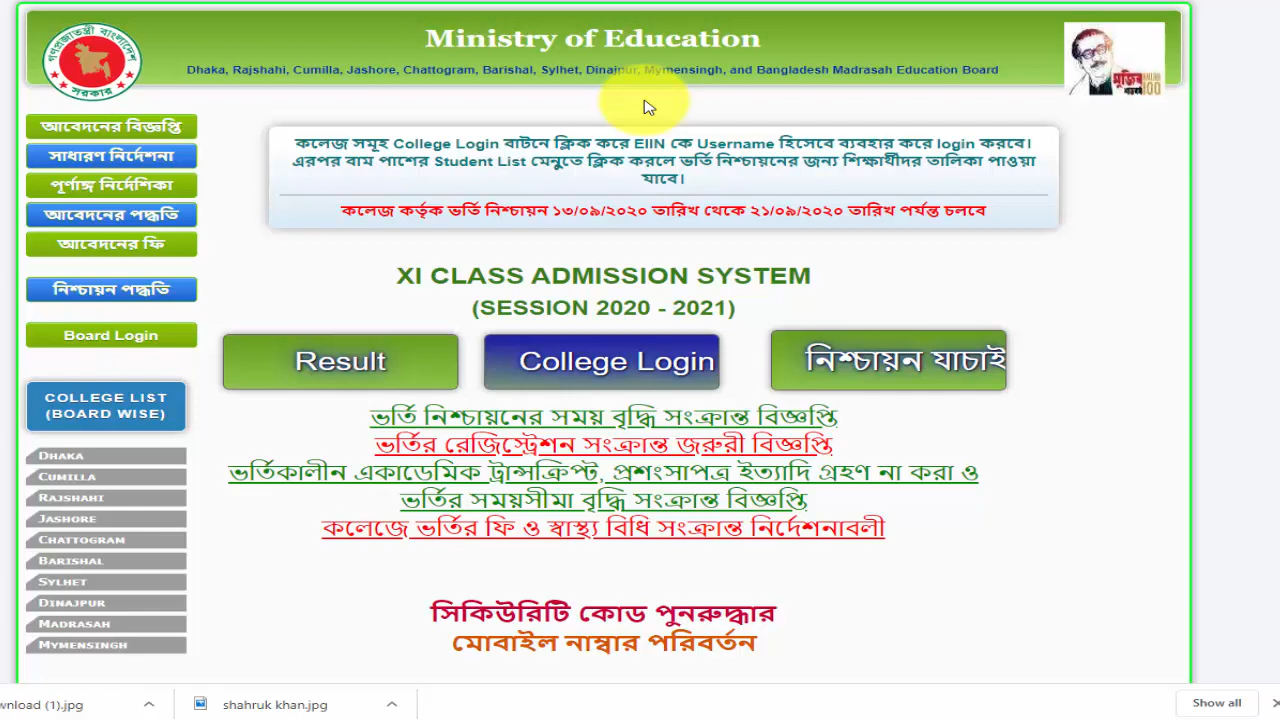 Ministry of Education
Dhaka, Rajshahi, Cumilla, Jashore, Chattogram, Barishal, Sylhet, Dinajpur, Mymensingh, and Bangladesh Madrasah Education Board
গণপ্রজাতন্ত্রী বাংলাদেশ
সরকার
মুজিব
100
আবেদনের বিজ্ঞপ্তি
সাধারণ নির্দেশনা
পূর্ণাঙ্গ নির্দেশিকা
আবেদনের পদ্ধতি
আবেদনের ফি
নিশ্চায়ন পদ্ধতি
Board Login
COLLEGE LIST
(BOARD WISE)
DHAKA
CUMILLA
RAJSHAHI
JASHORE
CHATTOGRAM
BARISHAL
SYLHET
DINAJPUR
MADRASAH
MYMENSINGH
কলেজ সমূহ College Login বাটনে ক্লিক করে EIIN কে Username হিসেবে ব্যবহার করে login করবে।
এরপর বাম পাশের Student List মেনুতে ক্লিক করলে ভর্তি নিশ্চায়নের জন্য শিক্ষার্থীদর তালিকা পাওয়া
যাবে।
কলেজ কর্তৃক ভর্তি নিশ্চায়ন ১৩/০৯/২০২০ তারিখ থেকে ২১/০৯/২০২০ তারিখ পর্যন্ত চলবে
XI CLASS ADMISSION SYSTEM
(SESSION 2020 - 2021)
Result
College Login
নিশ্চায়ন যাচাই
ভর্তি নিশ্চায়নের সময় বৃদ্ধি সংক্রান্ত বিজ্ঞপ্তি
ভর্তির রেজিস্ট্রেশন সংক্রান্ত জরুরী বিজ্ঞপ্তি
ভর্তিকালীন একাডেমিক ট্রান্সক্রিপ্ট, প্রশংসাপত্র ইত্যাদি গ্রহণ না করা ও
ভর্তির সময়সীমা বৃদ্ধি সংক্রান্ত বিজ্ঞপ্তি
কলেজে ভর্তির ফি ও স্বাস্থ্য বিধি সংক্রান্ত নির্দেশনাবলী
সিকিউরিটি কোড পুনরুদ্ধার
মোবাইল নাম্বার পরিবর্তন
wnload (1).jpg
shahruk khan.jpg
Show all